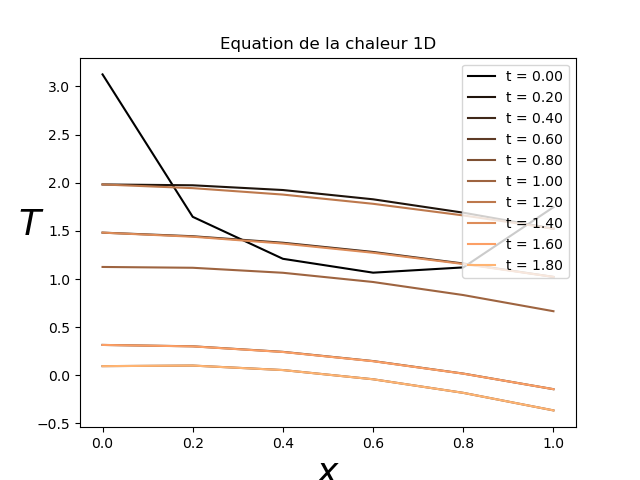 Equation de la chaleur 1D
3.0
2.5
2.0
1.5
1.0
0.5
0.0
−0.5
T
t = 0.00
t = 0.20
t = 0.40
t = 0.60
t = 0.80
t = 1.00
t = 1.20
t = 1.40
t = 1.60
t = 1.80
0.0 0.2 0.4 0.6 0.8 1.0
x